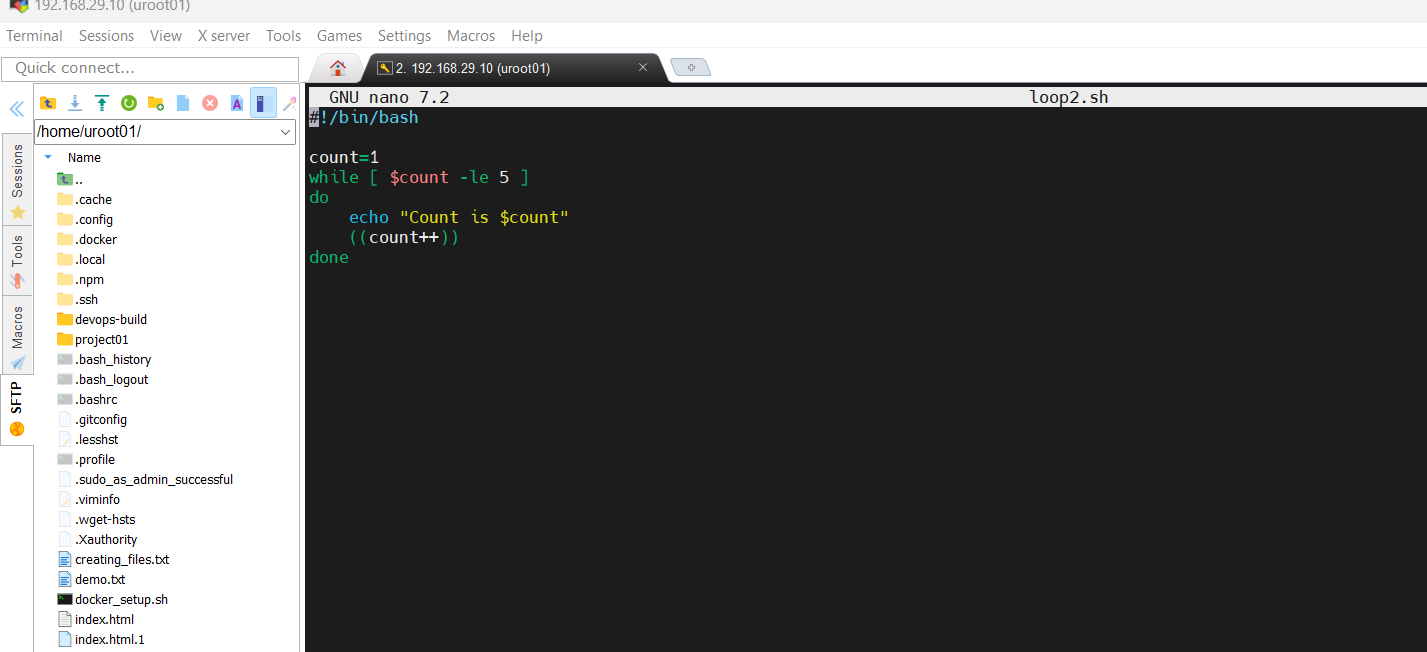 192.168.29.10 (uroot01)
Terminal Sessions View X server Tools Games Settings Macros Help
Quick connect...
2. 192.168.29.10 (uroot01)
/home/uroot01/
Sessions
Tools
Macros
SFTP
Name
..
.cache
.config
.docker
.local
.npm
.ssh
devops-build
project01
.bash_history
.bash_logout
.bashrc
.gitconfig
.lesshst
.profile
.sudo_as_admin_successful
.viminfo
.wget-hsts
.Xauthority
creating_files.txt
demo.txt
docker_setup.sh
index.html
index.html.1
GNU nano 7.2 loop2.sh
#!/bin/bash
count=1
while [ $count -le 5 ]
do
    echo "Count is $count"
    ((count++))
done